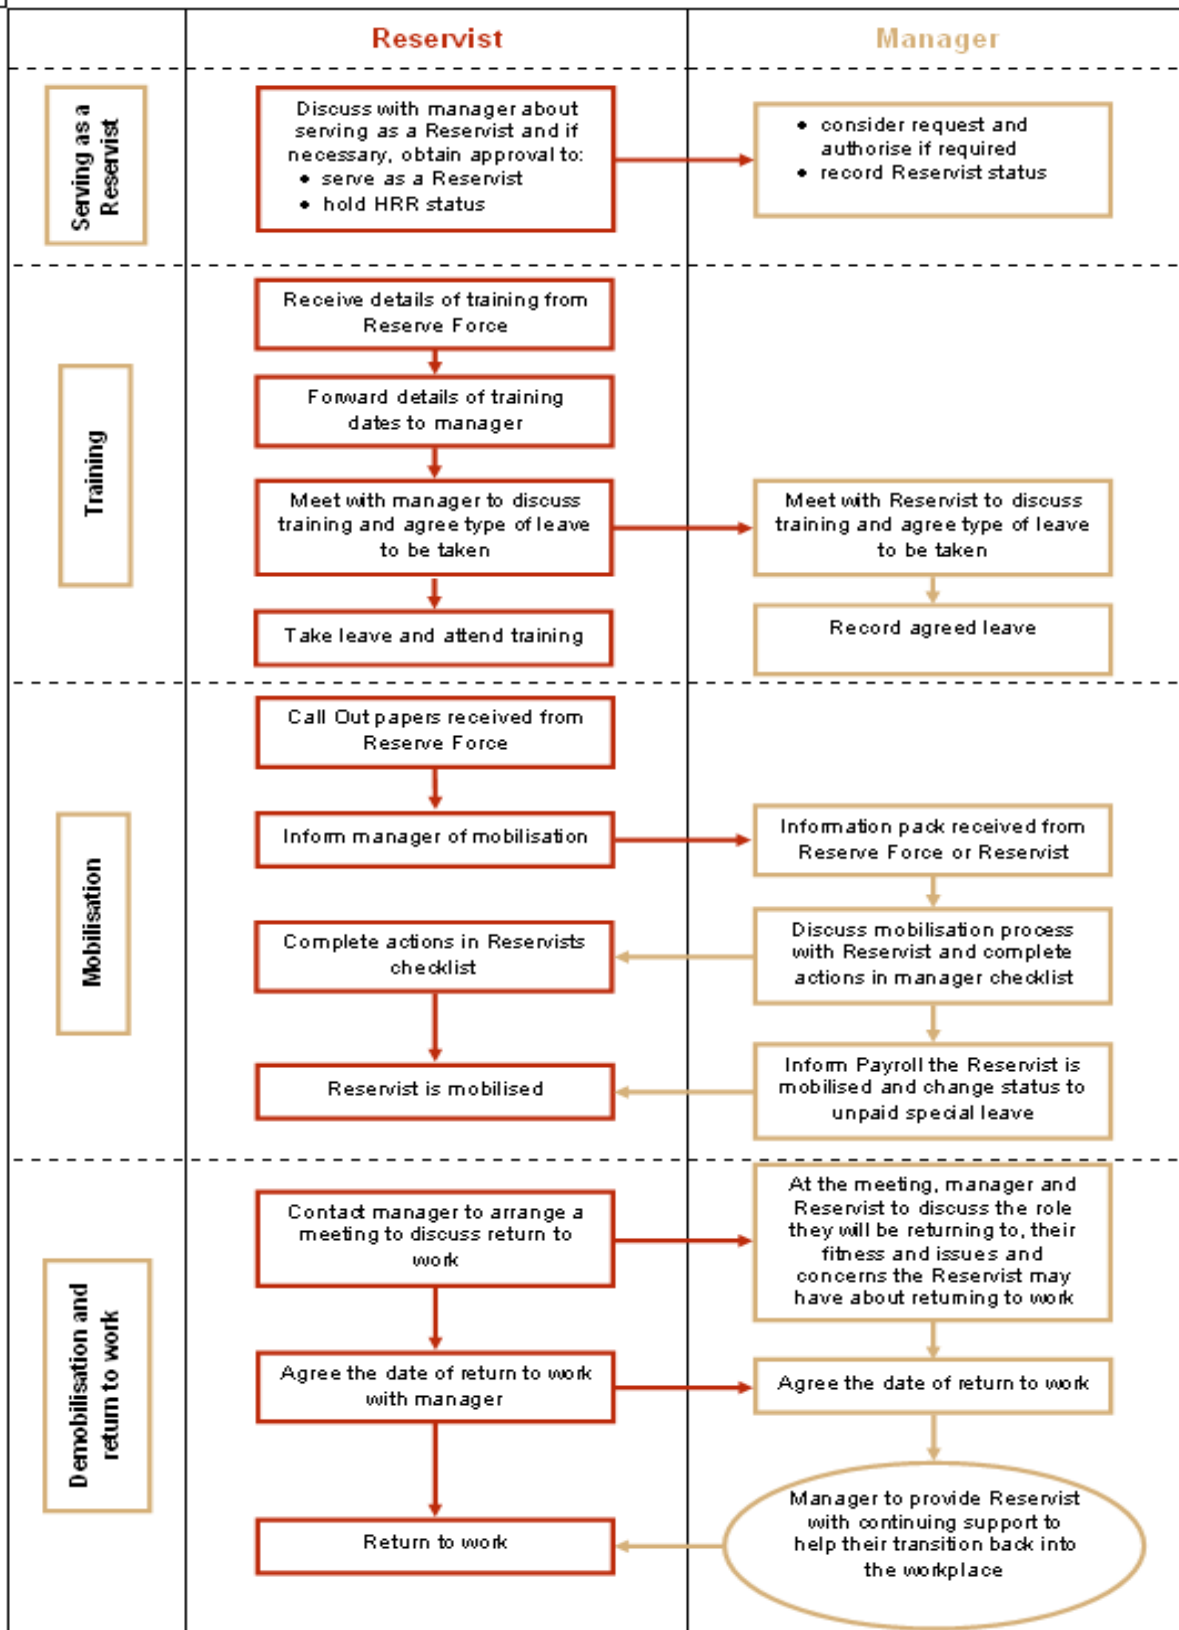 Reservist
Manager
Serving as a
Reservist
Discuss with manager about
serving as a Reservist and if
necessary, obtain approval to:
• serve as a Reservist
• hold HRR status
• consider request and
authorise if required
• record Reservist status
Training
Receive details of training from
Reserve Force
Forward details of training
dates to manager
Meet with manager to discuss
training and agree type of leave
to be taken
Meet with Reservist to discuss
training and agree type of leave
to be taken
Take leave and attend training
Record agreed leave
Mobilisation
Call Out papers received from
Reserve Force
Inform manager of mobilisation
Information pack received from
Reserve Force or Reservist
Complete actions in Reservists
checklist
Discuss mobilisation process
with Reservist and complete
actions in manager checklist
Reservist is mobilised
Inform Payroll the Reservist is
mobilised and change status to
unpaid special leave
Demobilisation and
return to work
Contact manager to arrange a
meeting to discuss return to
work
At the meeting, manager and
Reservist to discuss the role
they will be returning to, their
fitness and issues and
concerns the Reservist may
have about returning to work
Agree the date of return to work
with manager
Agree the date of return to work
Return to work
Manager to provide Reservist
with continuing support to
help their transition back into
the workplace